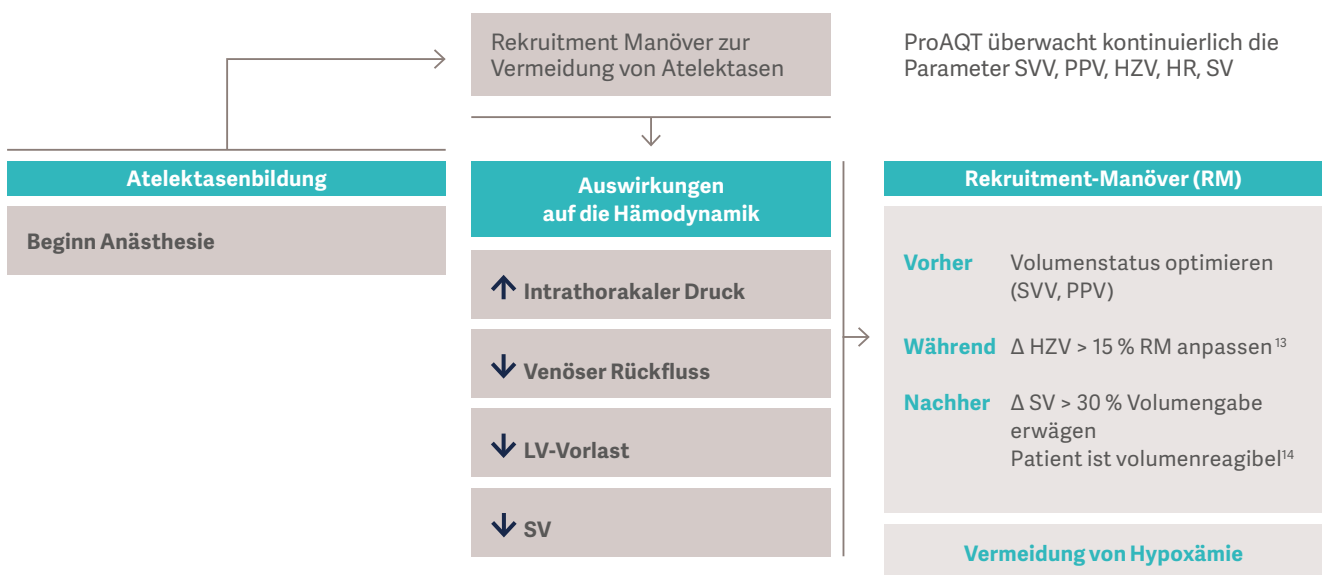 Rekruitment Manöver zur
Vermeidung von Atelektasen
ProAQT überwacht kontinuierlich die
Parameter SVV, PPV, HZV, HR, SV
Atelektasenbildung
Beginn Anästhesie
Auswirkungen
auf die Hämodynamik
↑ Intrathorakaler Druck
↓ Venöser Rückfluss
↓ LV-Vorlast
↓ SV
Rekruitment-Manöver (RM)
Vorher Volumenstatus optimieren
(SVV, PPV)
Während Δ HZV > 15 % RM anpassen¹³
Nachher Δ SV > 30 % Volumengabe
erwägen
Patient ist volumenreagibel¹⁴
Vermeidung von Hypoxämie